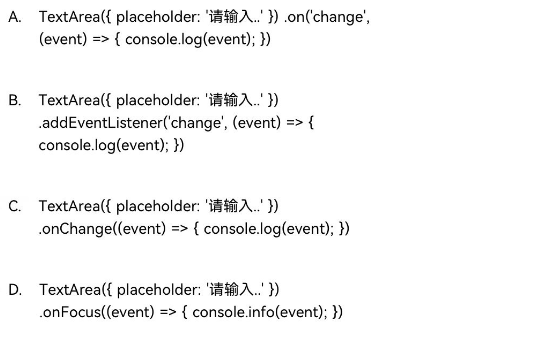 A. TextArea({ placeholder: '请输入..' }) .on('change',
(event) => { console.log(event); })
B. TextArea({ placeholder: '请输入..' })
.addEventListener('change', (event) => {
console.log(event); })
C. TextArea({ placeholder: '请输入..' })
.onChange((event) => { console.log(event); })
D. TextArea({ placeholder: '请输入..' })
.onFocus((event) => { console.info(event); })